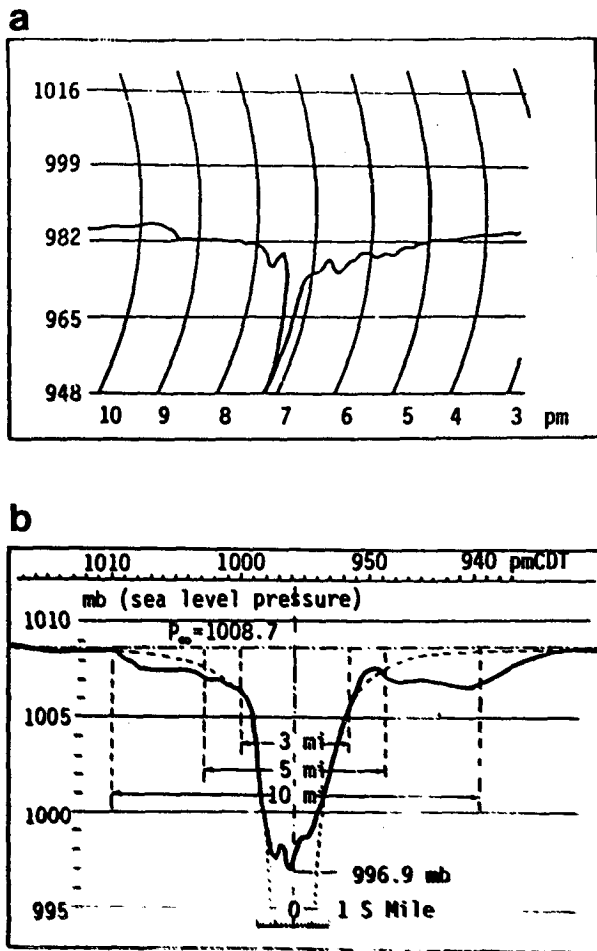 a
1016
999
982
965
948
10 9 8 7 6 5 4 3 pm
b
1010 1000 950 940 pmCDT
mb (sea level pressure)
1010
P∞=1008.7
1005
3 mi
5 mi
10 m
1000
996.9 mb
995 0 1 S Mile